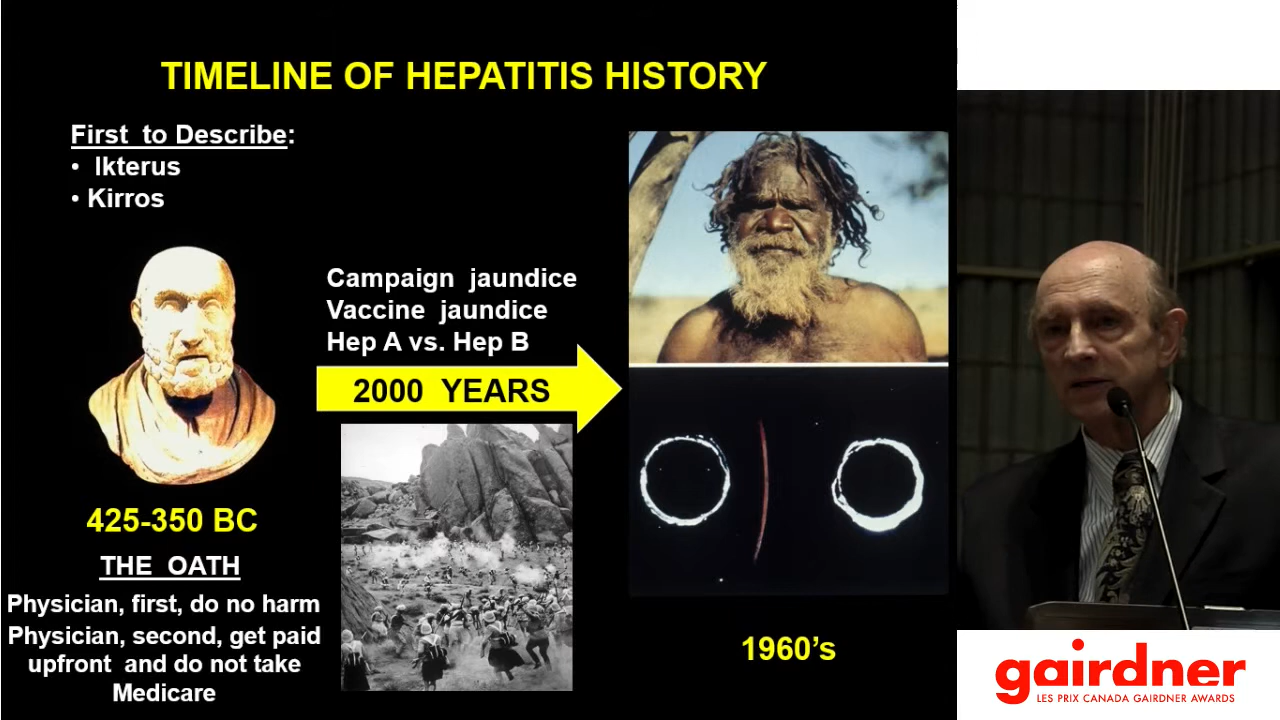 TIMELINE OF HEPATITIS HISTORY
First to Describe:
• Ikterus
• Kirros
Campaign jaundice
Vaccine jaundice
Hep A vs. Hep B
2000 YEARS
425-350 BC
THE OATH
Physician, first, do no harm
Physician, second, get paid
upfront and do not take
Medicare
1960’s
gairdner
LES PRIX CANADA GAIRDNER AWARDS